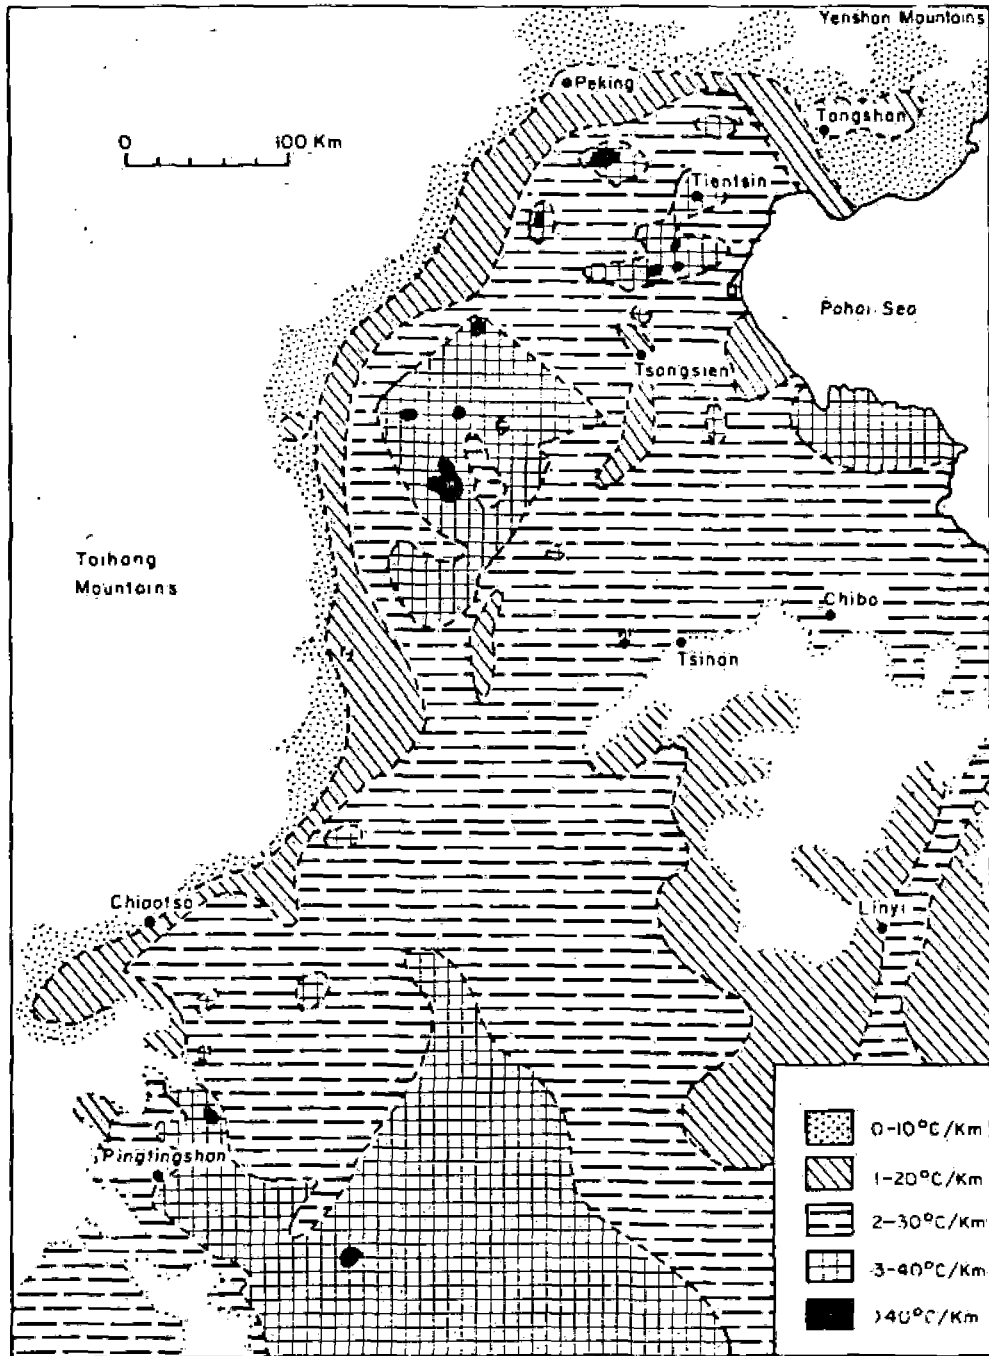 Yenshan Mountains
Peking
Tangshan
0 100 Km
Tientsin
Pohai Sea
Tsangsien
Taihang
Mountains
Chibo
Tsinan
Chiaotso
Linyi
Pingtingshan
0-10°C/Km
1-20°C/Km
2-30°C/Km
3-40°C/Km
>40°C/Km